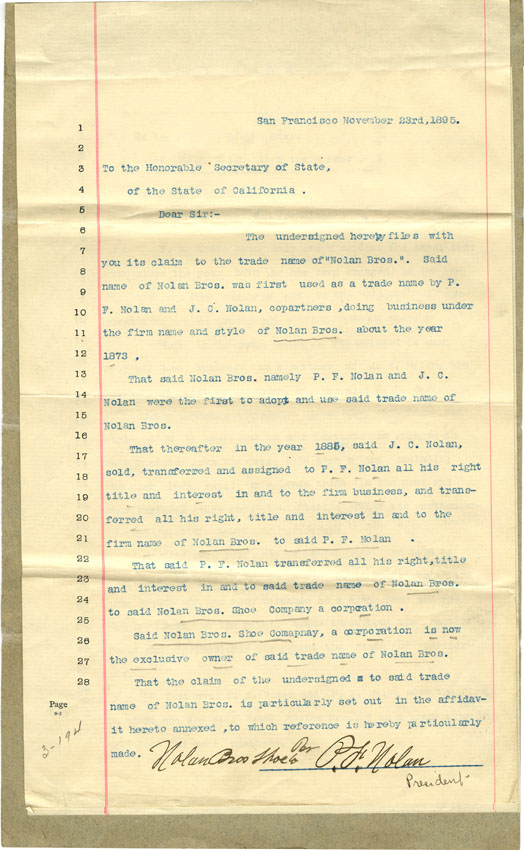 San Francisco November 23rd,1895.
1
2
3 To the Honorable Secretary of State,
4 of the State of California .
5 Dear Sir:-
6 The undersigned hereby files with
7 you its claim to the trade name of "Nolan Bros.". Said
8 name of Nolan Bros. was first used as a trade name by P.
9 F. Nolan and J. C. Nolan, copartners ,doing business under
10
11 the firm name and style of Nolan Bros. about the year
12 1873 ,
13 That said Nolan Bros. namely P. F. Nolan and J. C.
14 Nolan were the first to adopt and use said trade name of
15 Nolan Bros.
16 That thereafter in the year 1885, said J. C. Nolan,
17
18 sold, transferred and assigned to P. F. Nolan all his right
19 title and interest in and to the firm business, and trans-
20 ferred all his right, title and interest in and to the
21 firm name of Nolan Bros. to said P. F. Nolan .
22 That said P. F. Nolan transferred all his right,title
23 and interest in and to said trade name of Nolan Bros.
24 to said Nolan Bros. Shoe Company a corpration .
25
26 Said Nolan Bros. Shoe Comapnay, a corporation is now
27 the exclusive owner of said trade name of Nolan Bros.
28 That the claim of the undersigned to said trade
Page name of Nolan Bros. is particularly set out in the affidav-
3-194 it hereto annexed ,to which reference is hereby particularly
made. Nolan Bros Shoe Co Per P. F. Nolan
President